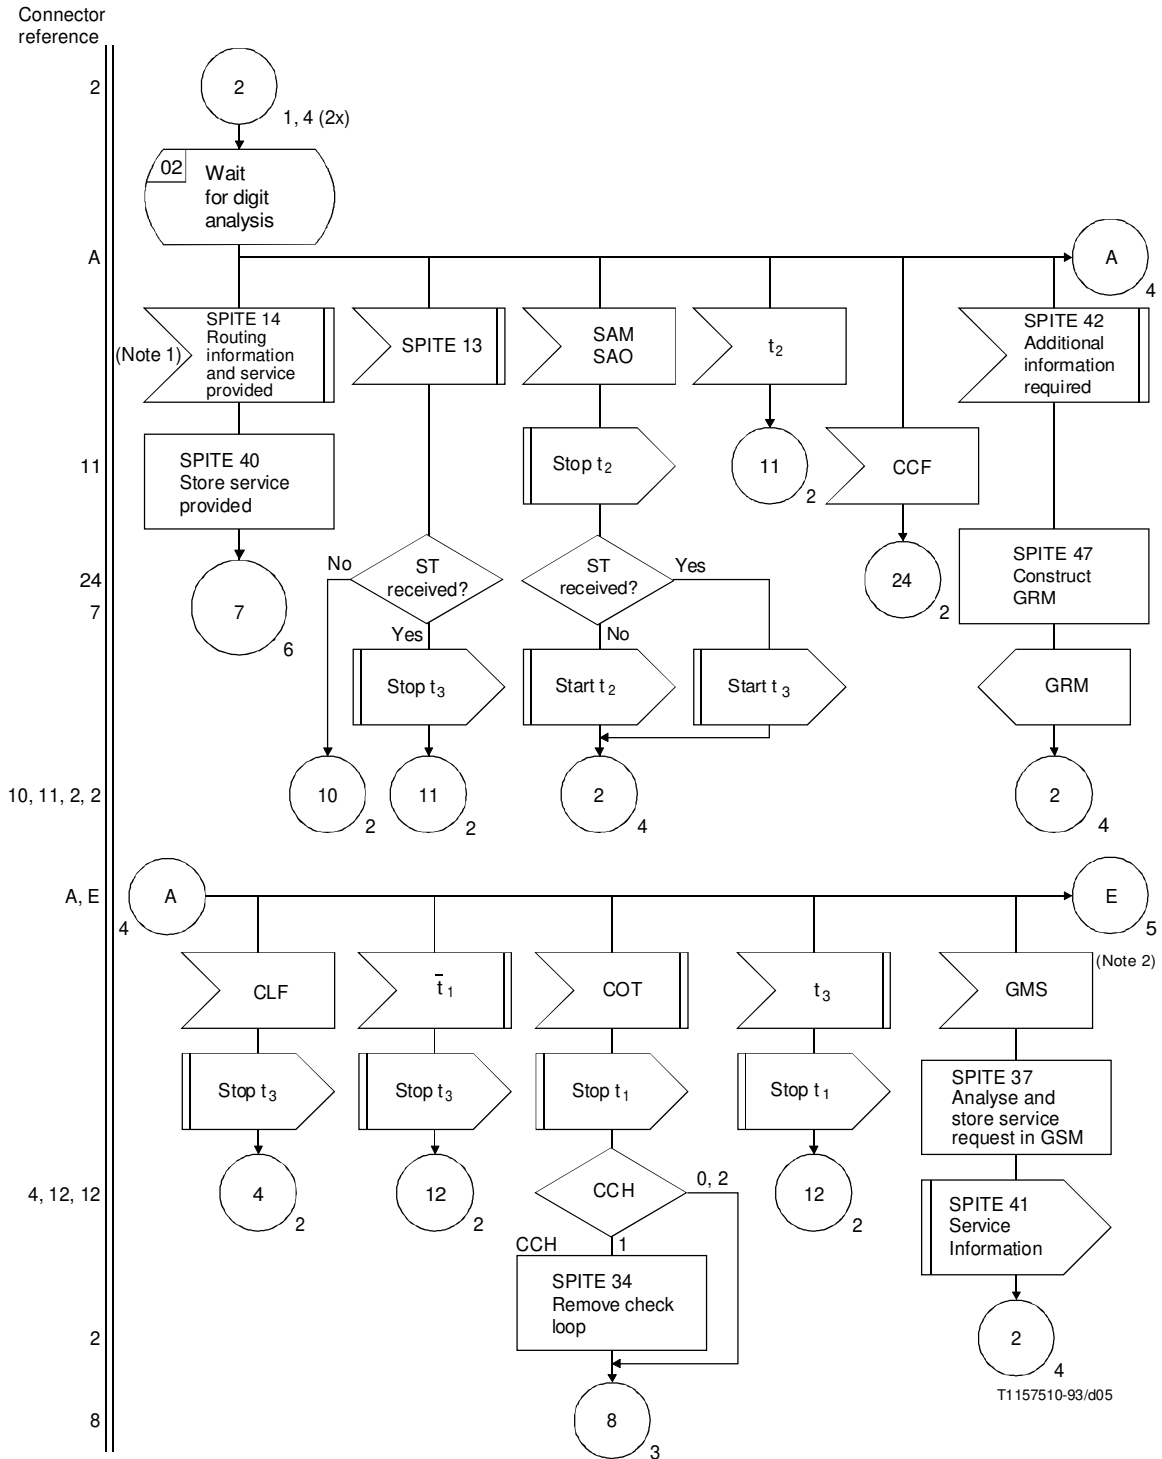 Connector
reference
2
2
1, 4 (2x)
02
Wait
for digit
analysis
A
A
4
(Note 1)
SPITE 14
Routing
information
and service
provided
SPITE 13
SAM
SAO
t2
SPITE 42
Additional
information
required
11
SPITE 40
Store service
provided
Stop t2
11
2
CCF
24
7
7
6
No
ST
received?
Yes
Stop t3
ST
received?
Yes
No
Start t2
Start t3
24
2
SPITE 47
Construct
GRM
GRM
10, 11, 2, 2
10
2
11
2
2
4
2
4
A, E
A
4
E
5
(Note 2)
CLF
t̄1
COT
t3
GMS
Stop t3
Stop t3
Stop t1
Stop t1
SPITE 37
Analyse and
store service
request in GSM
4, 12, 12
4
2
12
2
CCH
0, 2
12
2
SPITE 41
Service
Information
CCH
1
SPITE 34
Remove check
loop
2
2
4
T1157510-93/d05
8
8
3